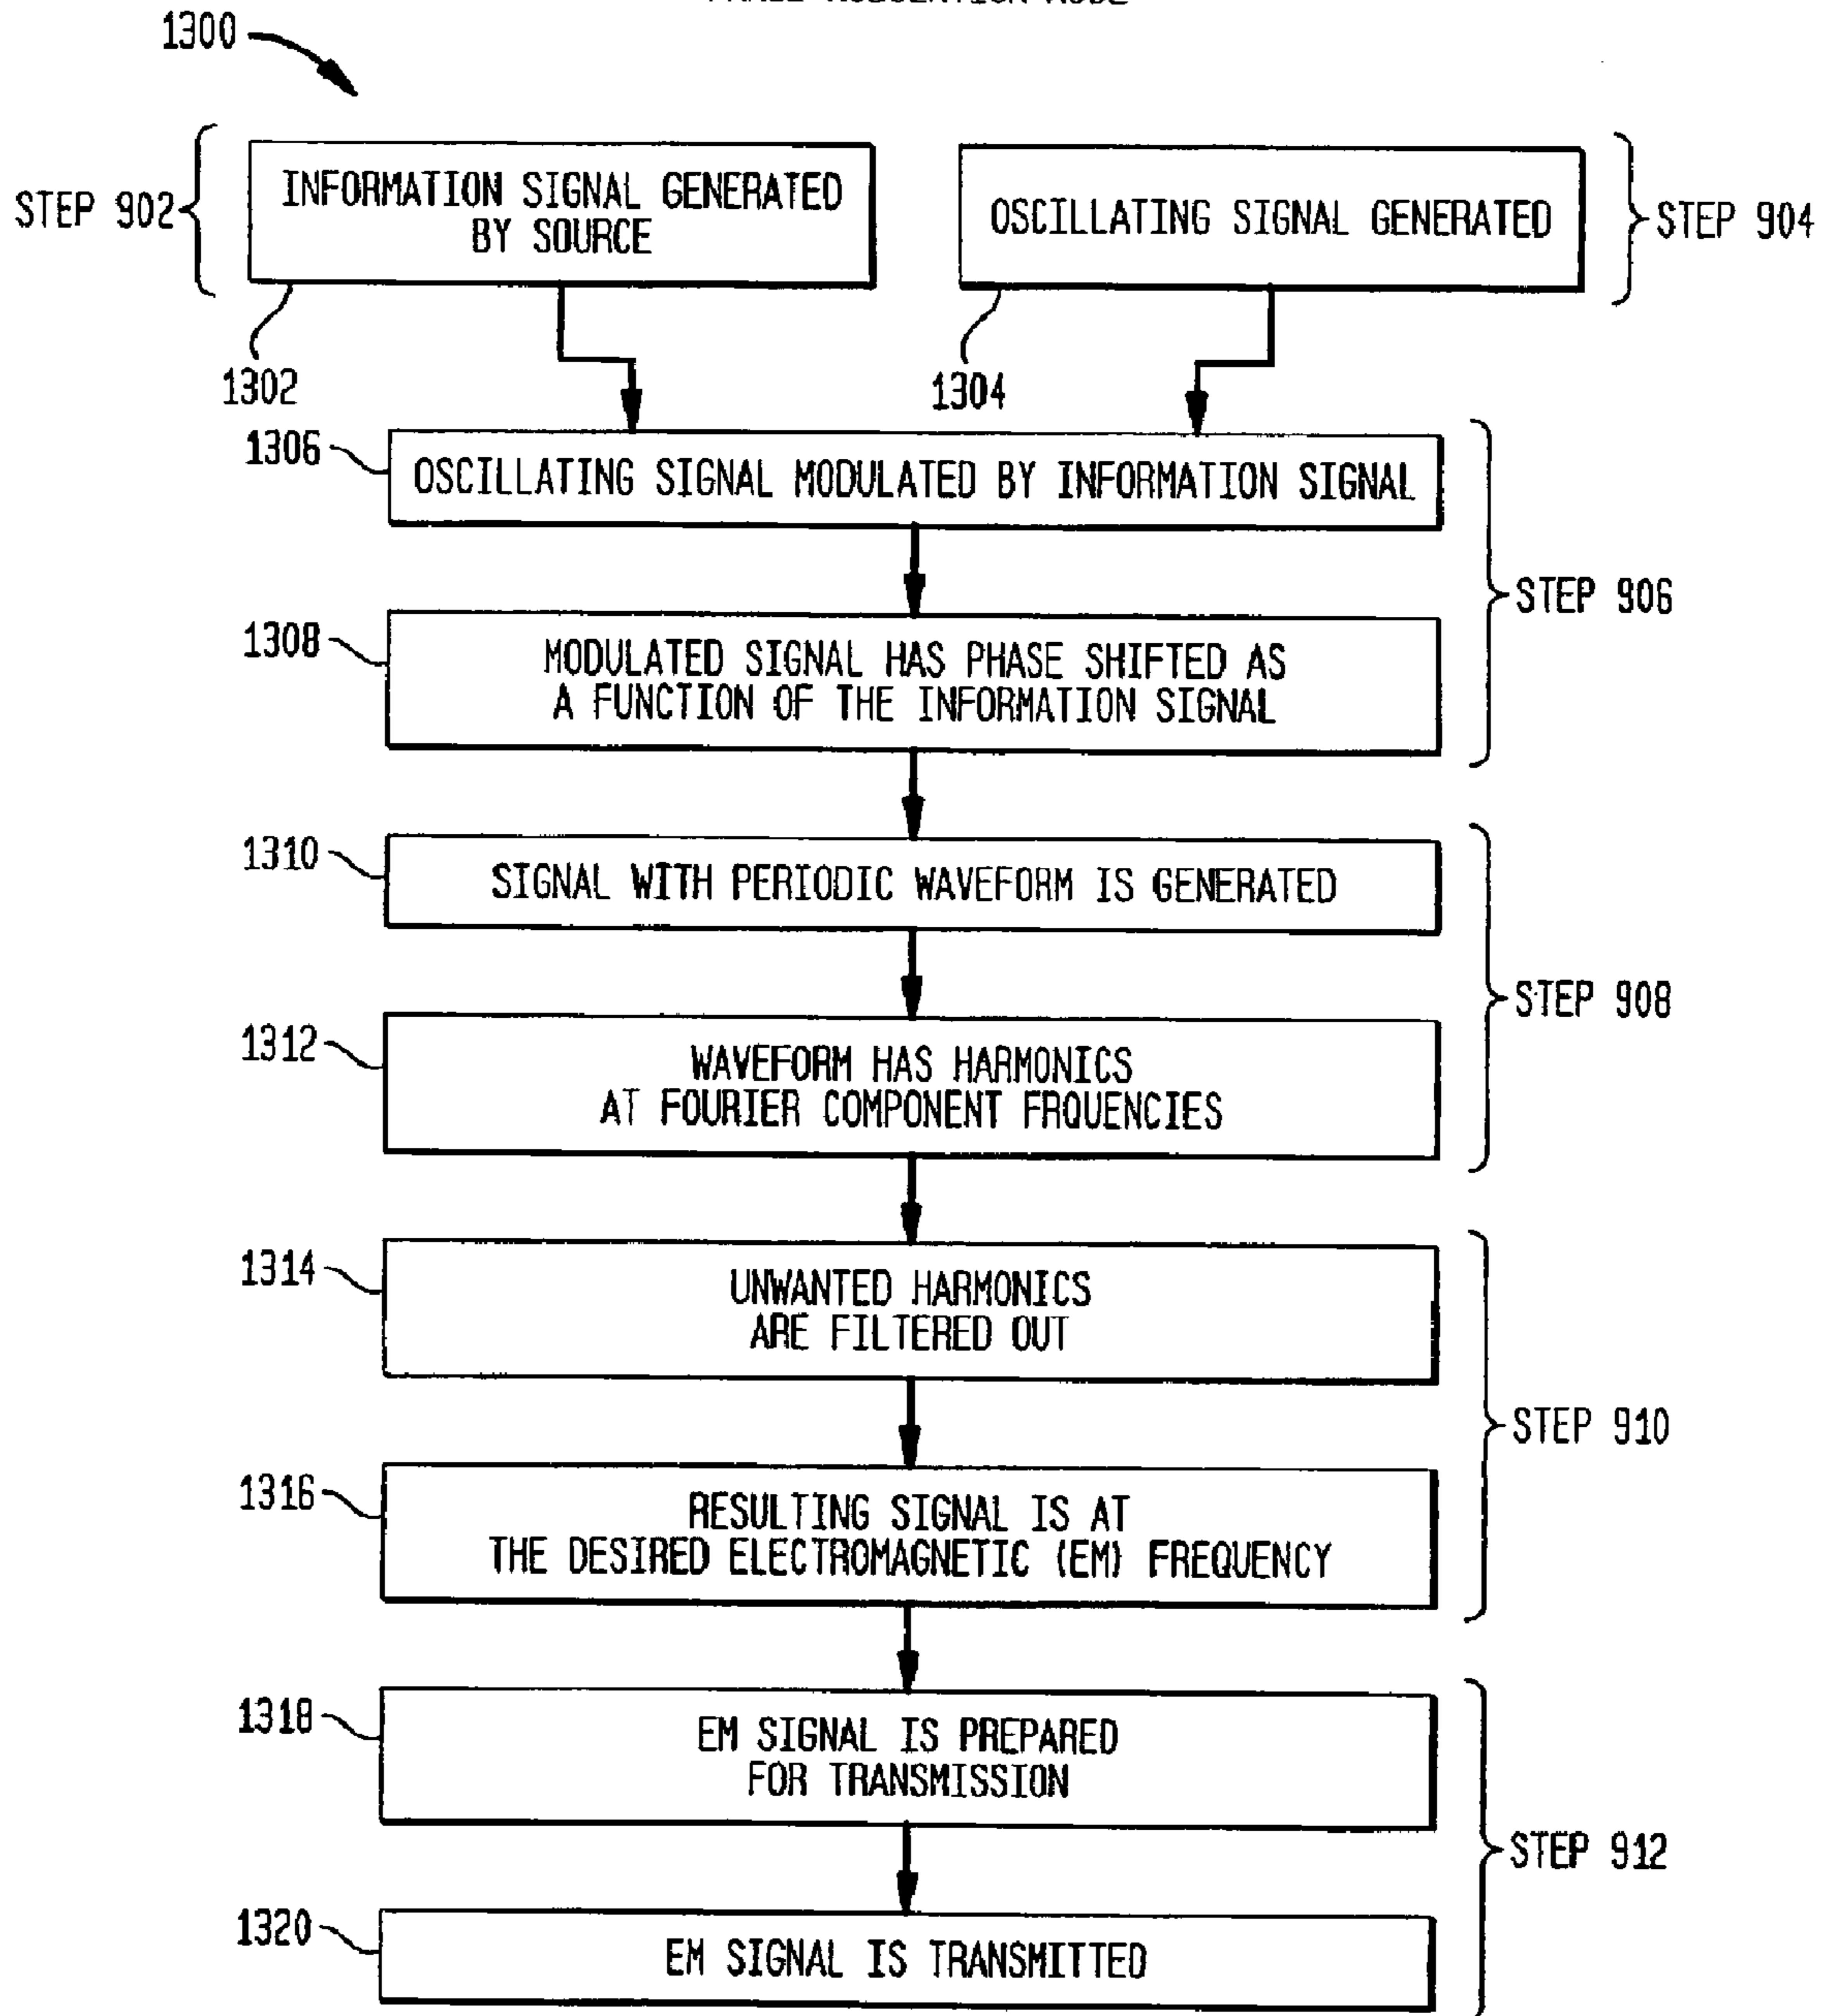 PHASE MODULATION MODE
1300
STEP 902
INFORMATION SIGNAL GENERATED
BY SOURCE
OSCILLATING SIGNAL GENERATED
STEP 904
1302
1304
1306
OSCILLATING SIGNAL MODULATED BY INFORMATION SIGNAL
STEP 906
1308
MODULATED SIGNAL HAS PHASE SHIFTED AS
A FUNCTION OF THE INFORMATION SIGNAL
1310
SIGNAL WITH PERIODIC WAVEFORM IS GENERATED
STEP 908
1312
WAVEFORM HAS HARMONICS
AT FOURIER COMPONENT FRQUENCIES
1314
UNWANTED HARMONICS
ARE FILTERED OUT
STEP 910
1316
RESULTING SIGNAL IS AT
THE DESIRED ELECTROMAGNETIC (EM) FREQUENCY
1318
EM SIGNAL IS PREPARED
FOR TRANSMISSION
STEP 912
1320
EM SIGNAL IS TRANSMITTED